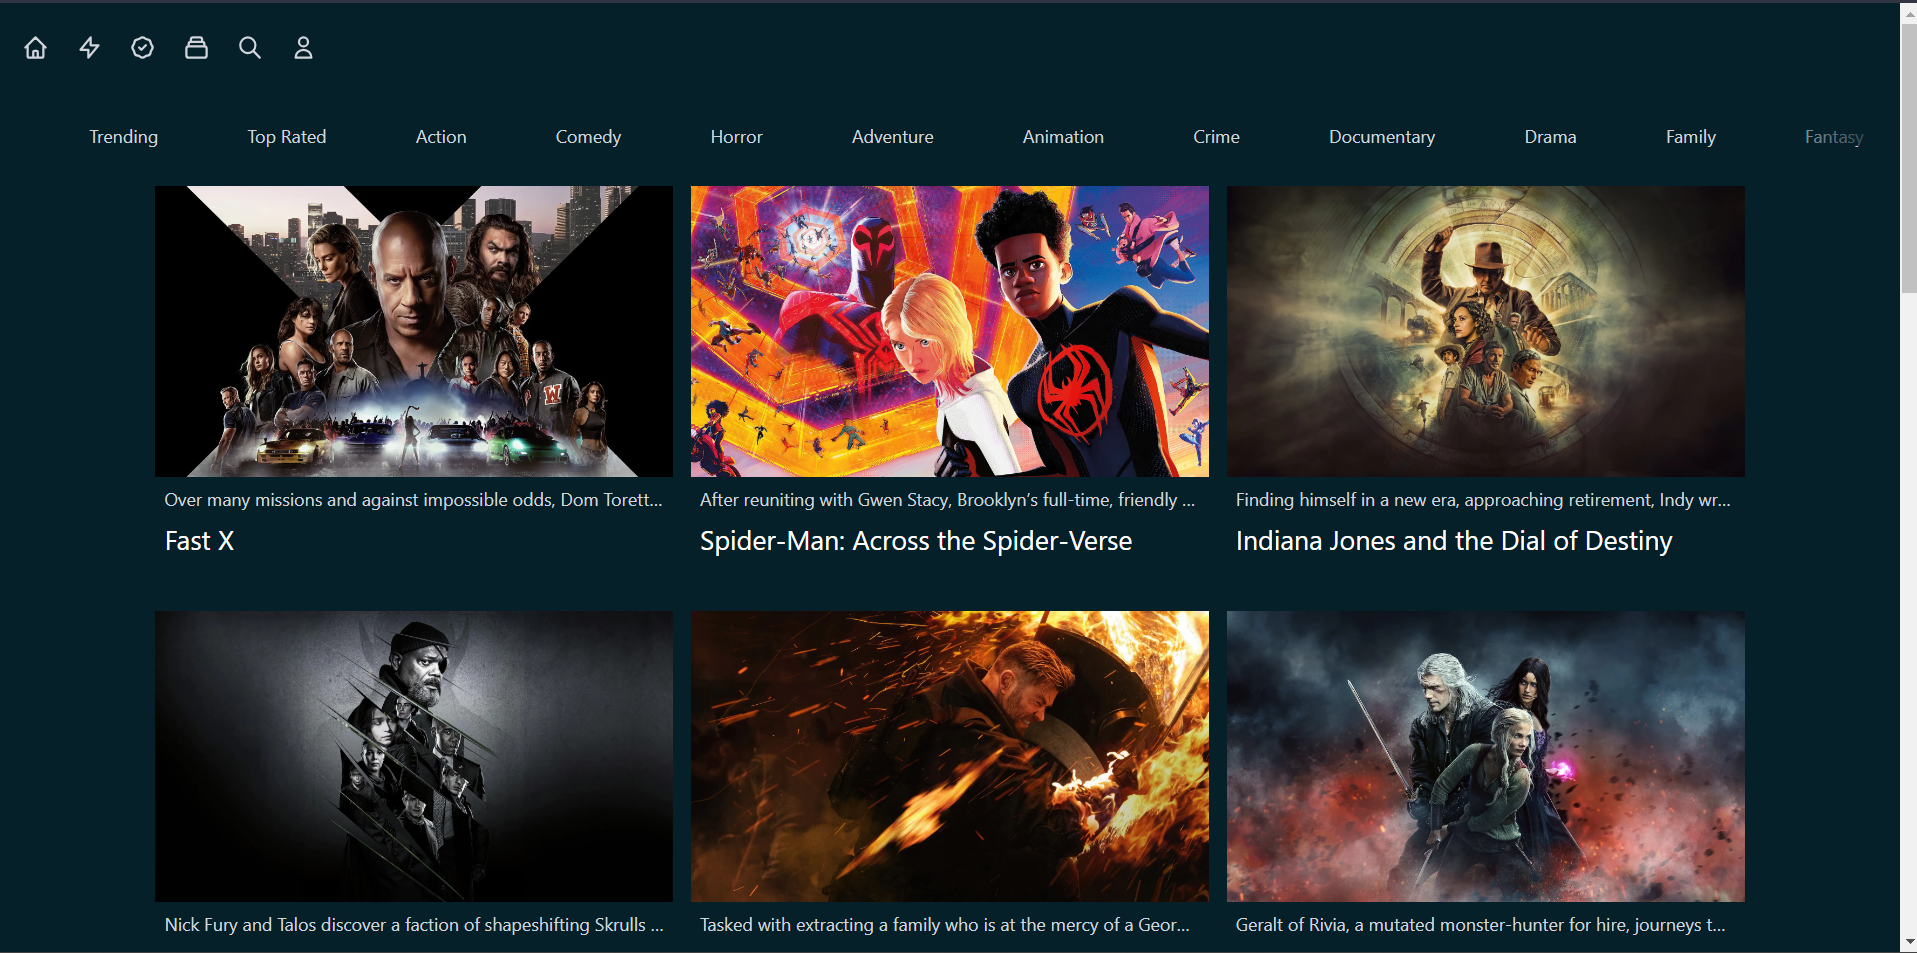 Trending Top Rated Action Comedy Horror Adventure Animation Crime Documentary Drama Family Fantasy
W
Over many missions and against impossible odds, Dom Torett...
After reuniting with Gwen Stacy, Brooklyn’s full-time, friendly ...
Finding himself in a new era, approaching retirement, Indy wr...
Fast X
Spider-Man: Across the Spider-Verse
Indiana Jones and the Dial of Destiny
Nick Fury and Talos discover a faction of shapeshifting Skrulls ...
Tasked with extracting a family who is at the mercy of a Geor...
Geralt of Rivia, a mutated monster-hunter for hire, journeys t...